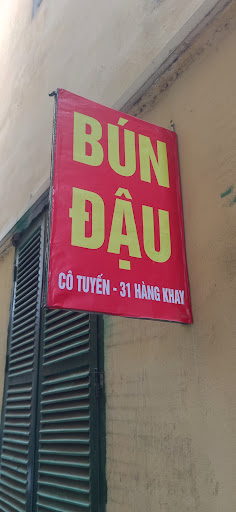 BÚN
ĐẬU
CÔ TUYẾN - 31 HÀNG KHAY